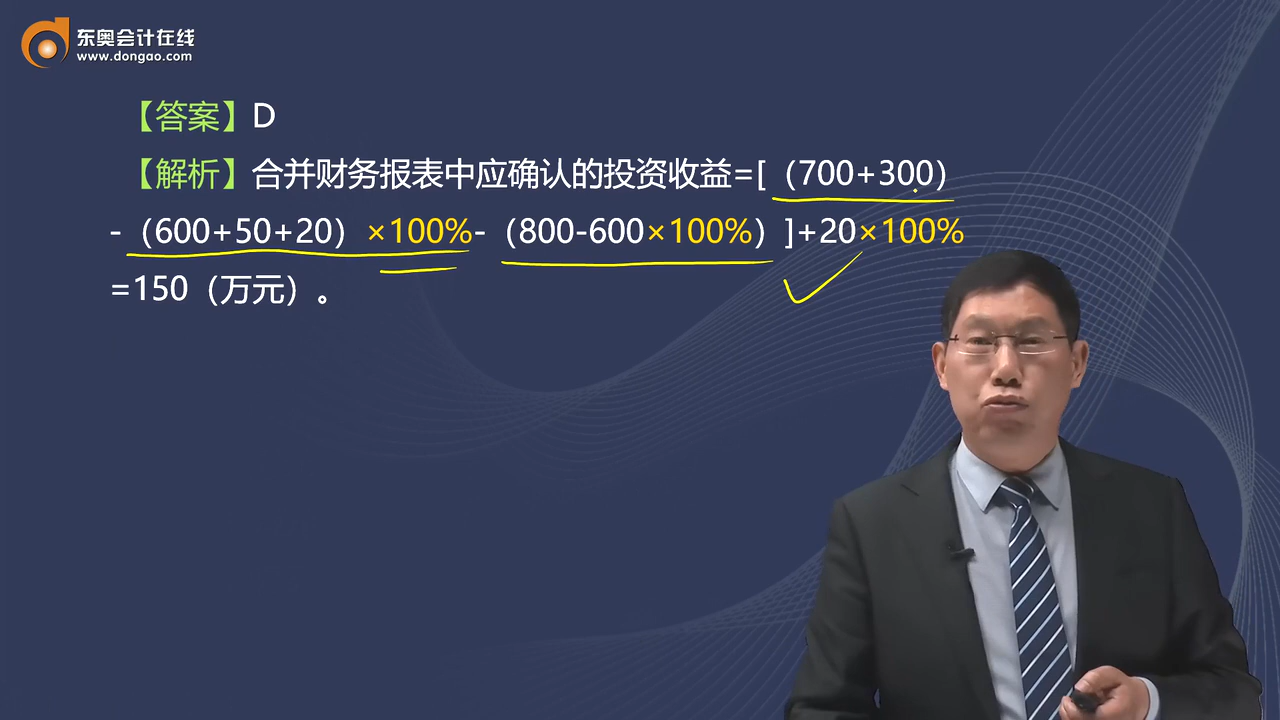 东奥会计在线
www.dongao.com
【答案】D
【解析】合并财务报表中应确认的投资收益=[（700+300）
-（600+50+20）×100%-（800-600×100%）]+20×100%
=150（万元）。